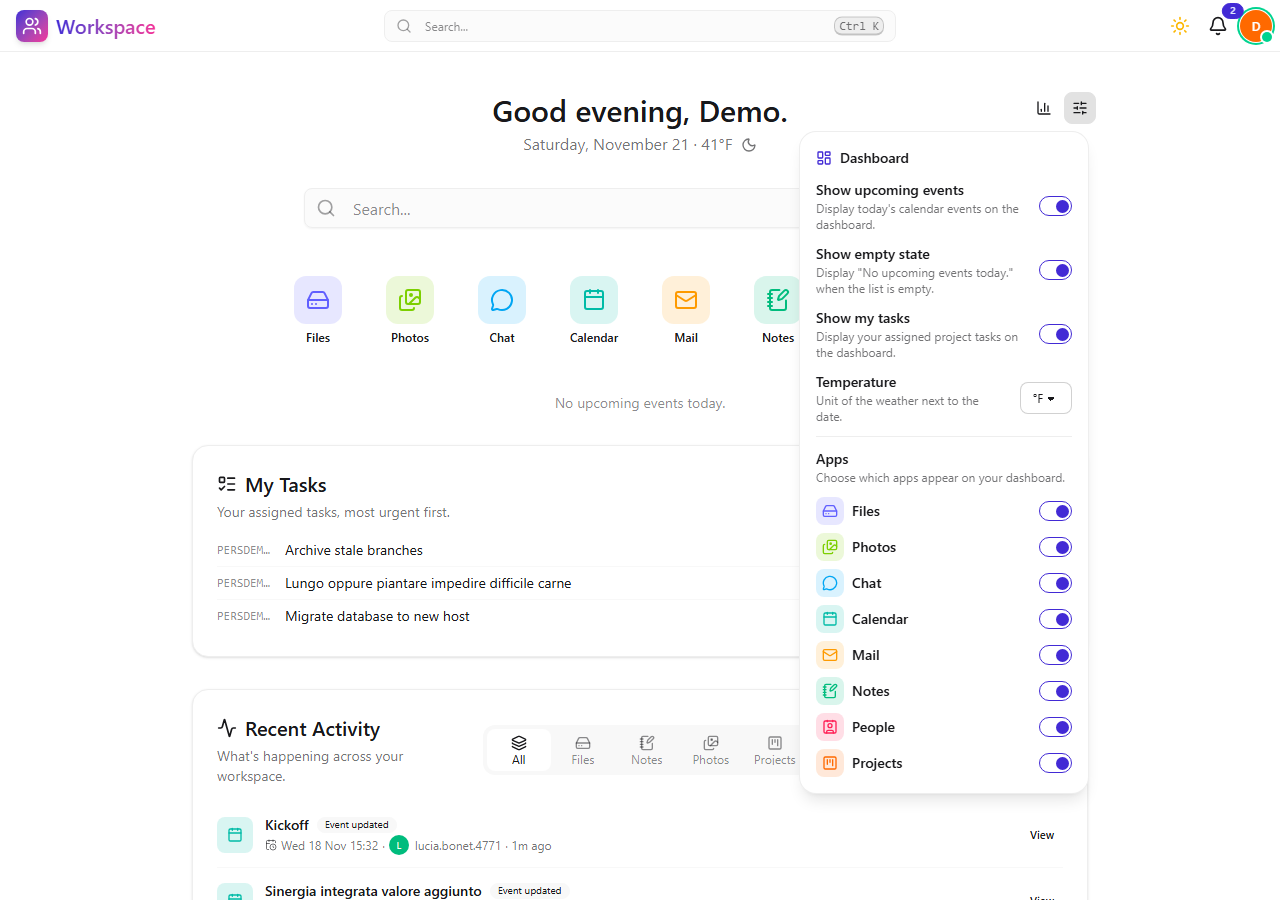 Workspace
Search...
Ctrl K
2
D
Good evening, Demo.
Saturday, November 21 · 41°F
Search...
Files
Photos
Chat
Calendar
Mail
Notes
No upcoming events today.
My Tasks
Your assigned tasks, most urgent first.
PERSDEM… Archive stale branches
PERSDEM… Lungo oppure piantare impedire difficile carne
PERSDEM… Migrate database to new host
Recent Activity
What's happening across your
workspace.
All
Files
Notes
Photos
Projects
Kickoff Event updated
Wed 18 Nov 15:32 · L lucia.bonet.4771 · 1m ago
View
Sinergia integrata valore aggiunto Event updated
View
Dashboard
Show upcoming events
Display today's calendar events on the
dashboard.
Show empty state
Display "No upcoming events today."
when the list is empty.
Show my tasks
Display your assigned project tasks on
the dashboard.
Temperature
Unit of the weather next to the
date.
°F
Apps
Choose which apps appear on your dashboard.
Files
Photos
Chat
Calendar
Mail
Notes
People
Projects